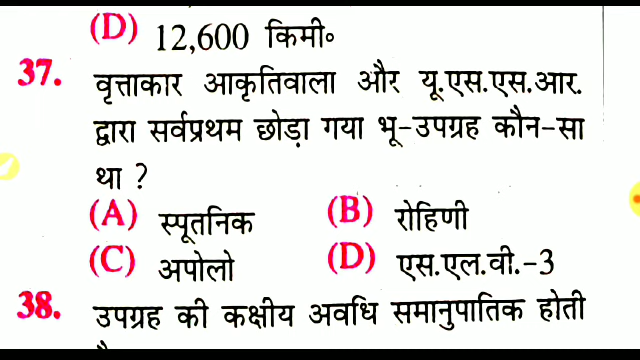 (D) 12,600 किमी॰
37. वृत्ताकार आकृतिवाला और यू.एस.एस.आर.
द्वारा सर्वप्रथम छोड़ा गया भू-उपग्रह कौन-सा
था ?
(A) स्पूतनिक (B) रोहिणी
(C) अपोलो (D) एस.एल.वी.-3
38. उपग्रह की कक्षीय अवधि समानुपातिक होती